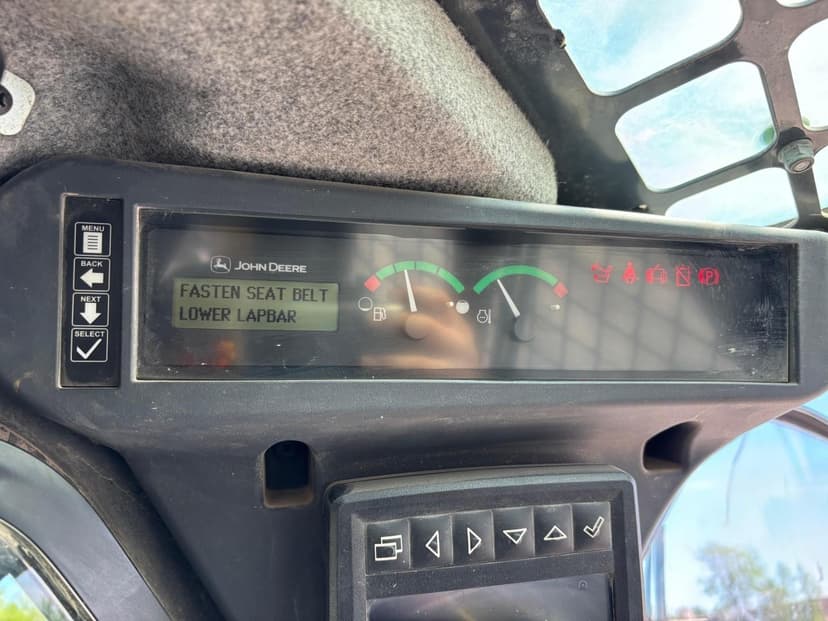 MENU
BACK
NEXT
SELECT
JOHN DEERE
FASTEN SEAT BELT
LOWER LAPBAR
P